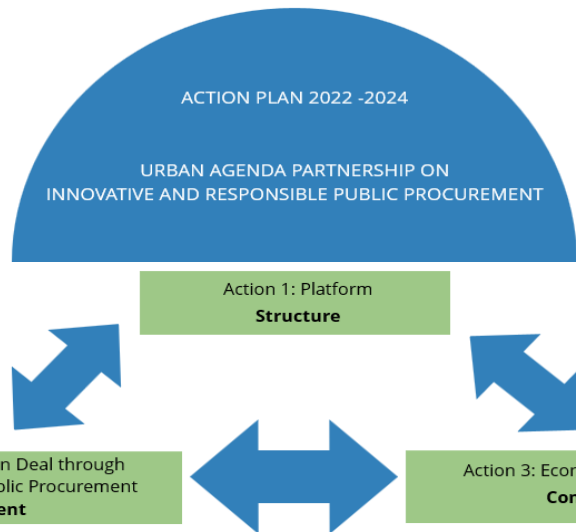 ACTION PLAN 2022 -2024
URBAN AGENDA PARTNERSHIP ON
INNOVATIVE AND RESPONSIBLE PUBLIC PROCUREMENT
Action 1: Platform
Structure
n Deal through
blic Procurement
ent
Action 3: Econ
Con